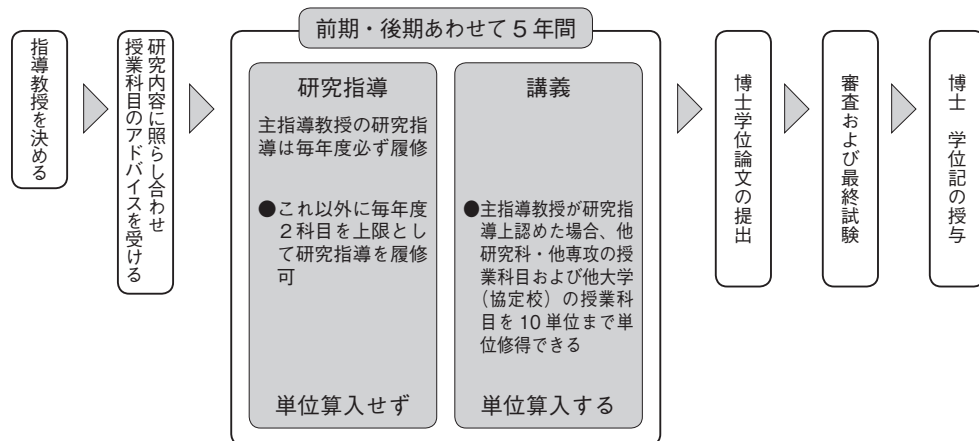 指導教授を決める
研究内容に照らし合わせ
授業科目のアドバイスを受ける
前期・後期あわせて5年間
研究指導
主指導教授の研究指
導は毎年度必ず履修
●これ以外に毎年度
2科目を上限とし
て研究指導を履修
可
単位算入せず
講義
●主指導教授が研究指
導上認めた場合、他
研究科・他専攻の授
業科目および他大学
(協定校)の授業科
目を10単位まで単
位修得できる
単位算入する
博士学位論文の提出
審査および最終試験
博士 学位記の授与